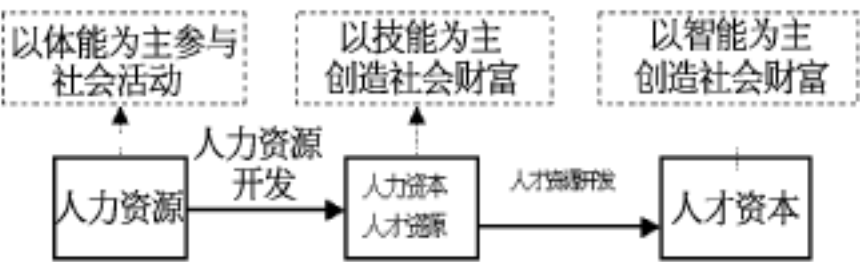 以体能为主参与
社会活动
以技能为主
创造社会财富
以智能为主
创造社会财富
人力资源
人力资源
开发
人力资本
人才资源
人才资源开发
人才资本